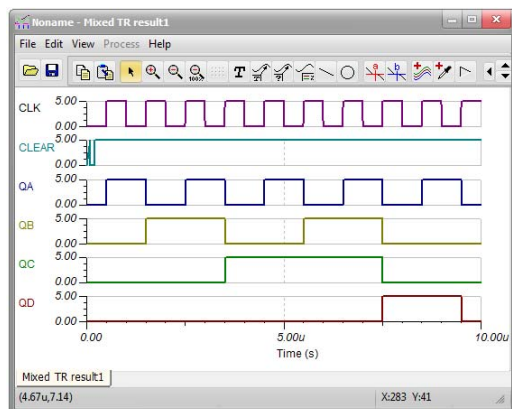 Noname - Mixed TR result1
File Edit View Process Help
100%
T
a b
CLK 5.00
0.00
CLEAR 5.00
0.00
QA 5.00
0.00
QB 5.00
0.00
QC 5.00
0.00
QD 5.00
0.00
0.00 5.00u 10.00u
Time (s)
Mixed TR result1
(4.67u,7.14) X:283 Y:41